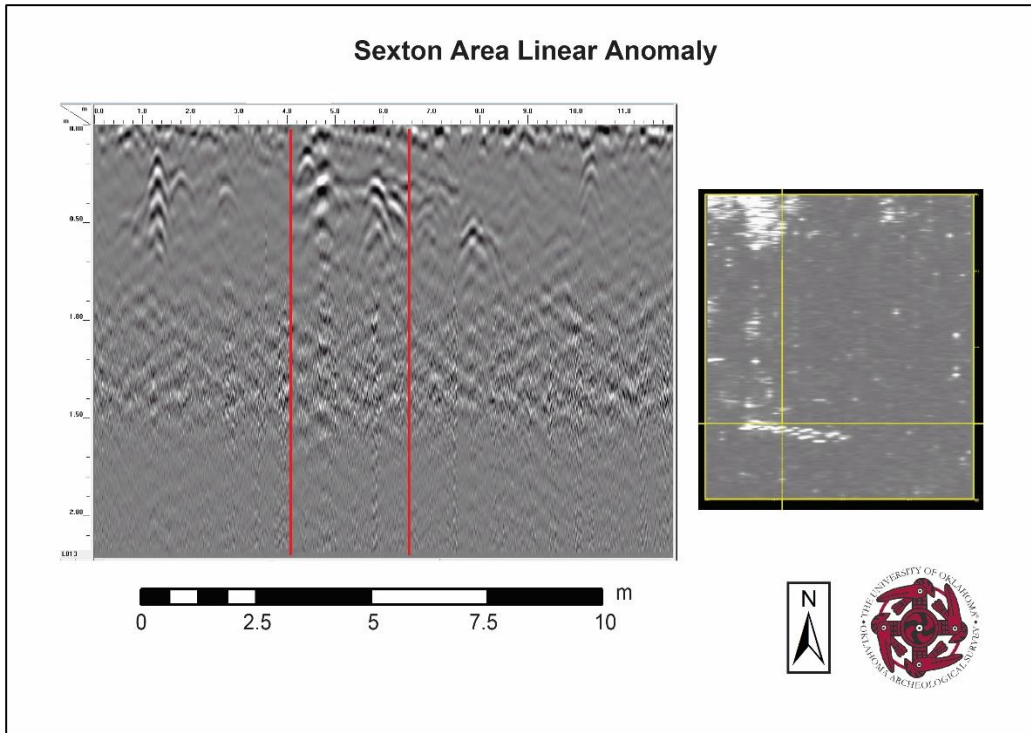 Sexton Area Linear Anomaly
m 0.0 1.0 2.0 3.0 4.0 5.0 6.0 7.0 8.0 9.0 10.0 11.0
m
0.00
0.50
1.00
1.50
2.00
L013
m
0 2.5 5 7.5 10
N
THE UNIVERSITY OF OKLAHOMA
OKLAHOMA ARCHEOLOGICAL SURVEY